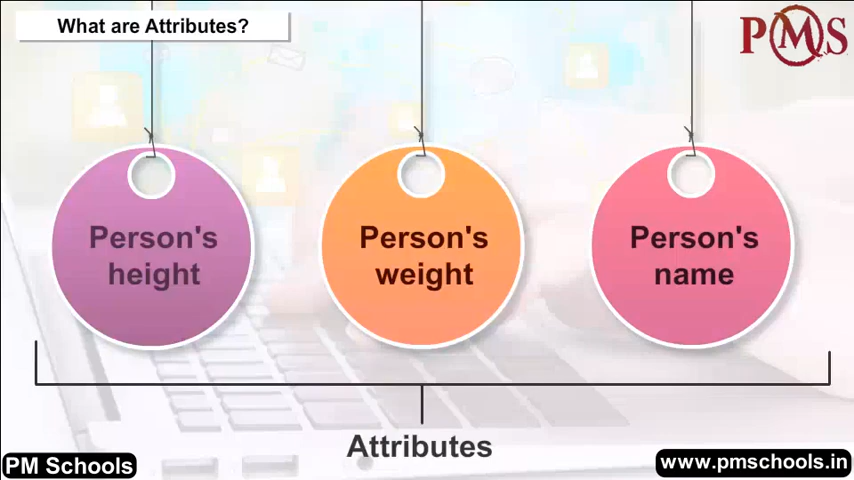 What are Attributes?
PMS
Person's
height
Person's
weight
Person's
name
Attributes
PM Schools
www.pmschools.in